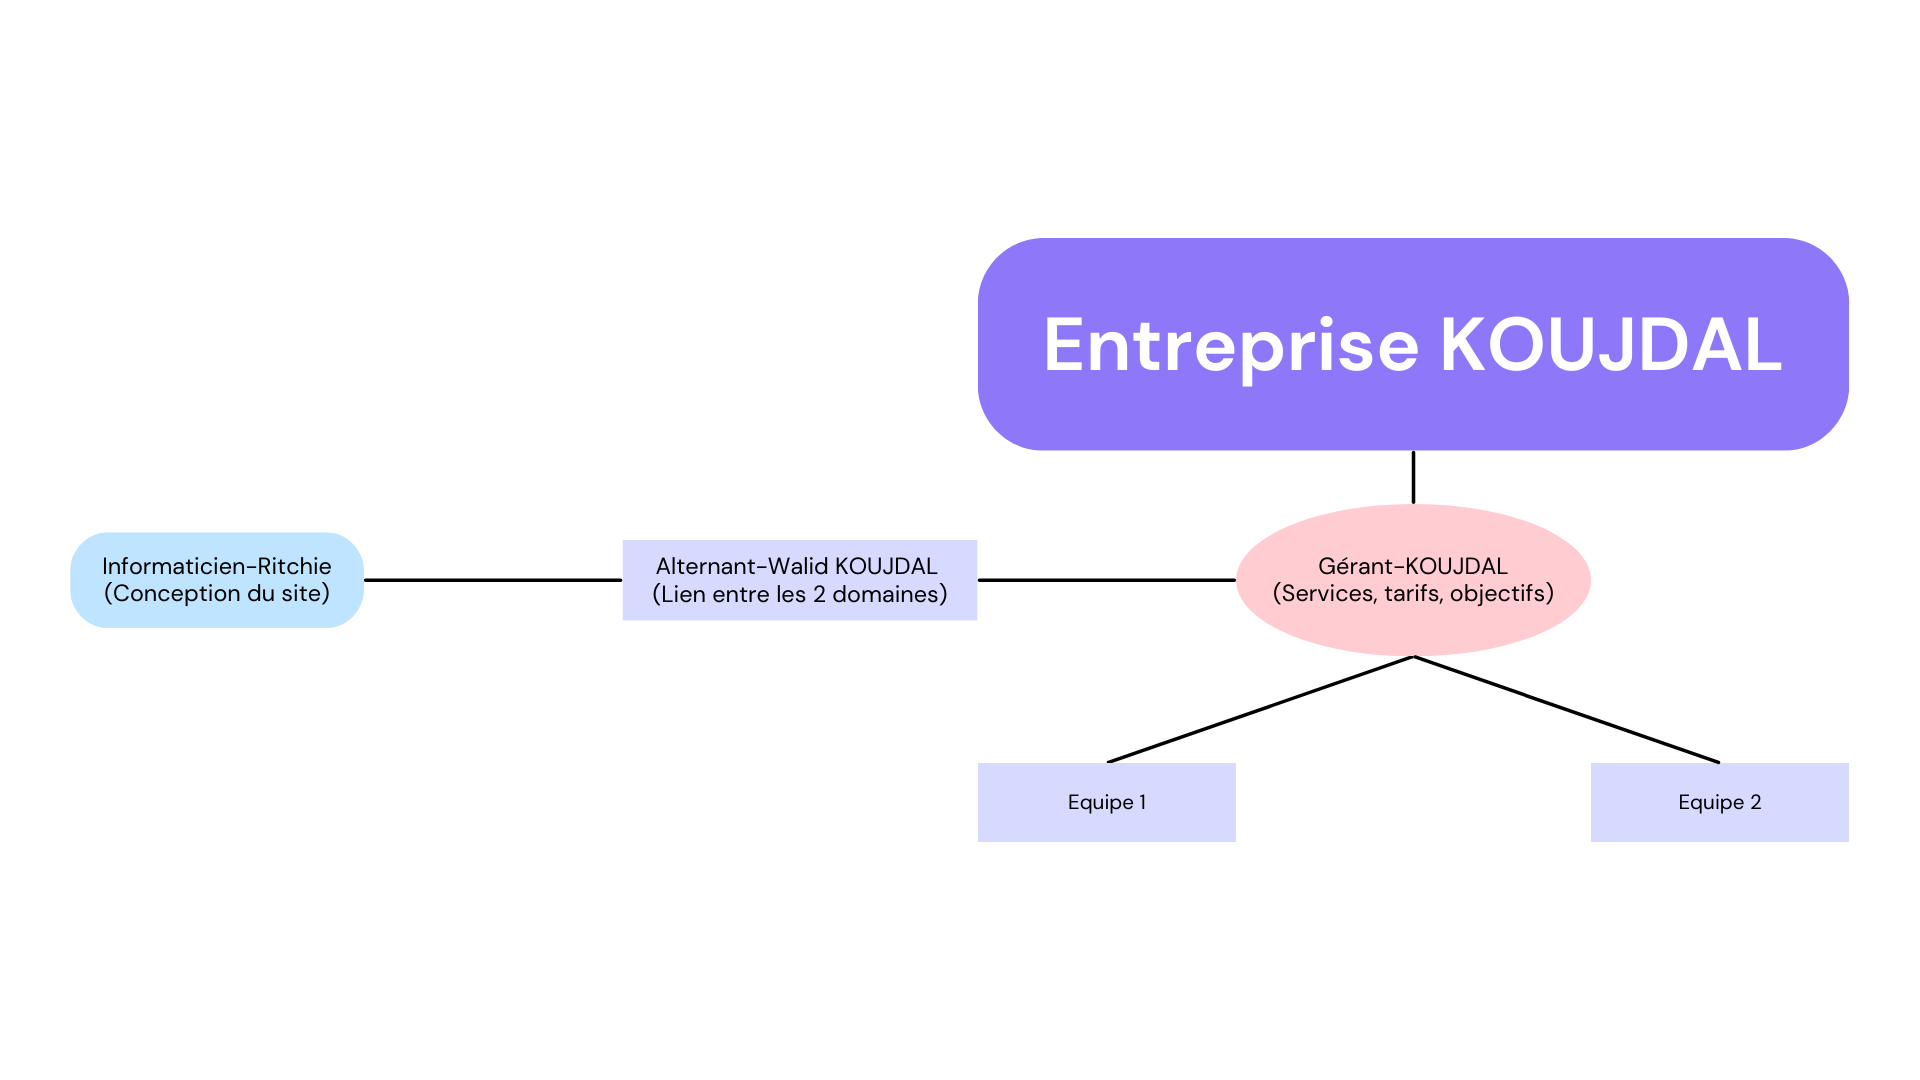 Entreprise KOUJDAL
Informaticien-Ritchie
(Conception du site)
Alternant-Walid KOUJDAL
(Lien entre les 2 domaines)
Gérant-KOUJDAL
(Services, tarifs, objectifs)
Equipe 1
Equipe 2